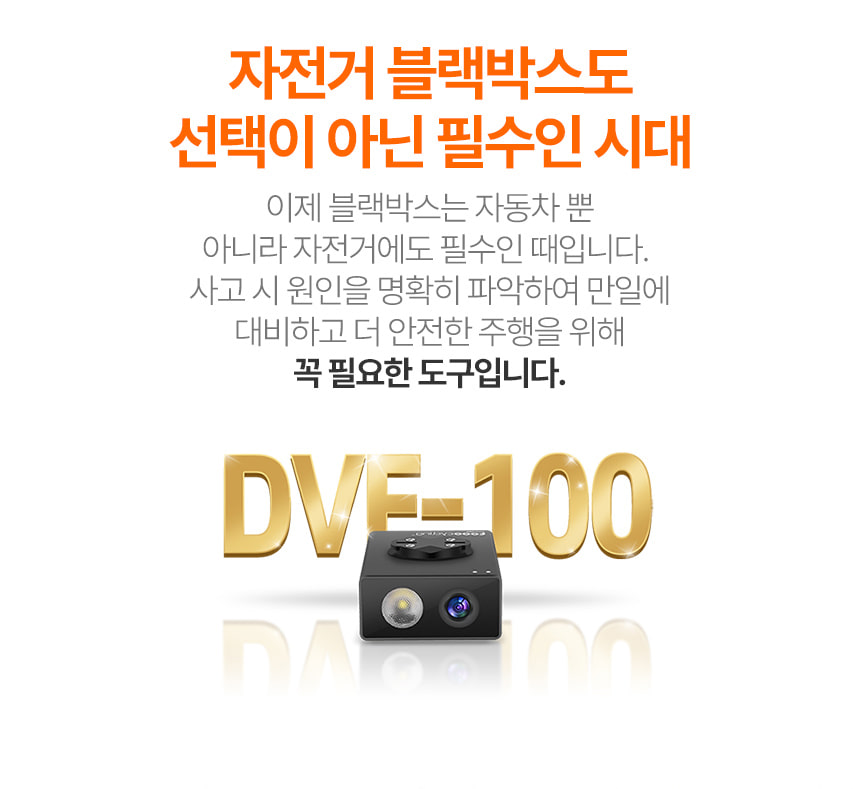 자전거 블랙박스도
선택이 아닌 필수인 시대
이제 블랙박스는 자동차 뿐
아니라 자전거에도 필수인 때입니다.
사고 시 원인을 명확히 파악하여 만일에
대비하고 더 안전한 주행을 위해
꼭 필요한 도구입니다.
DVF-100